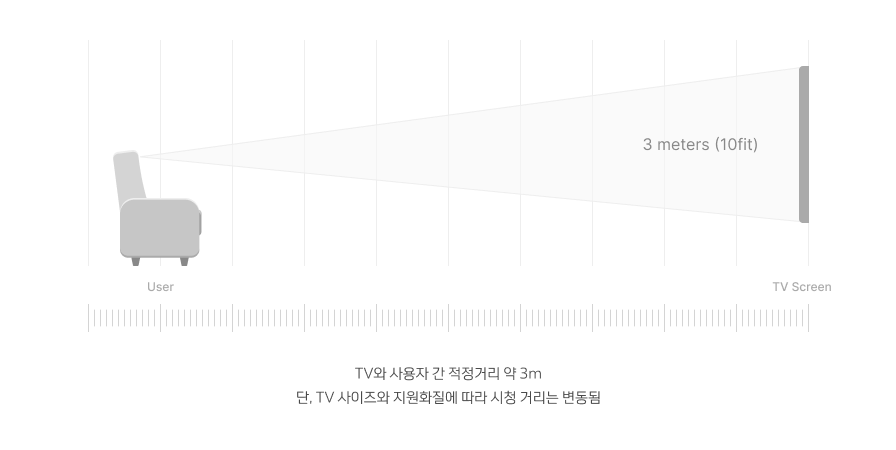 3 meters (10fit)
User
TV Screen
TV와 사용자 간 적정거리 약 3m
단, TV 사이즈와 지원화질에 따라 시청 거리는 변동됨